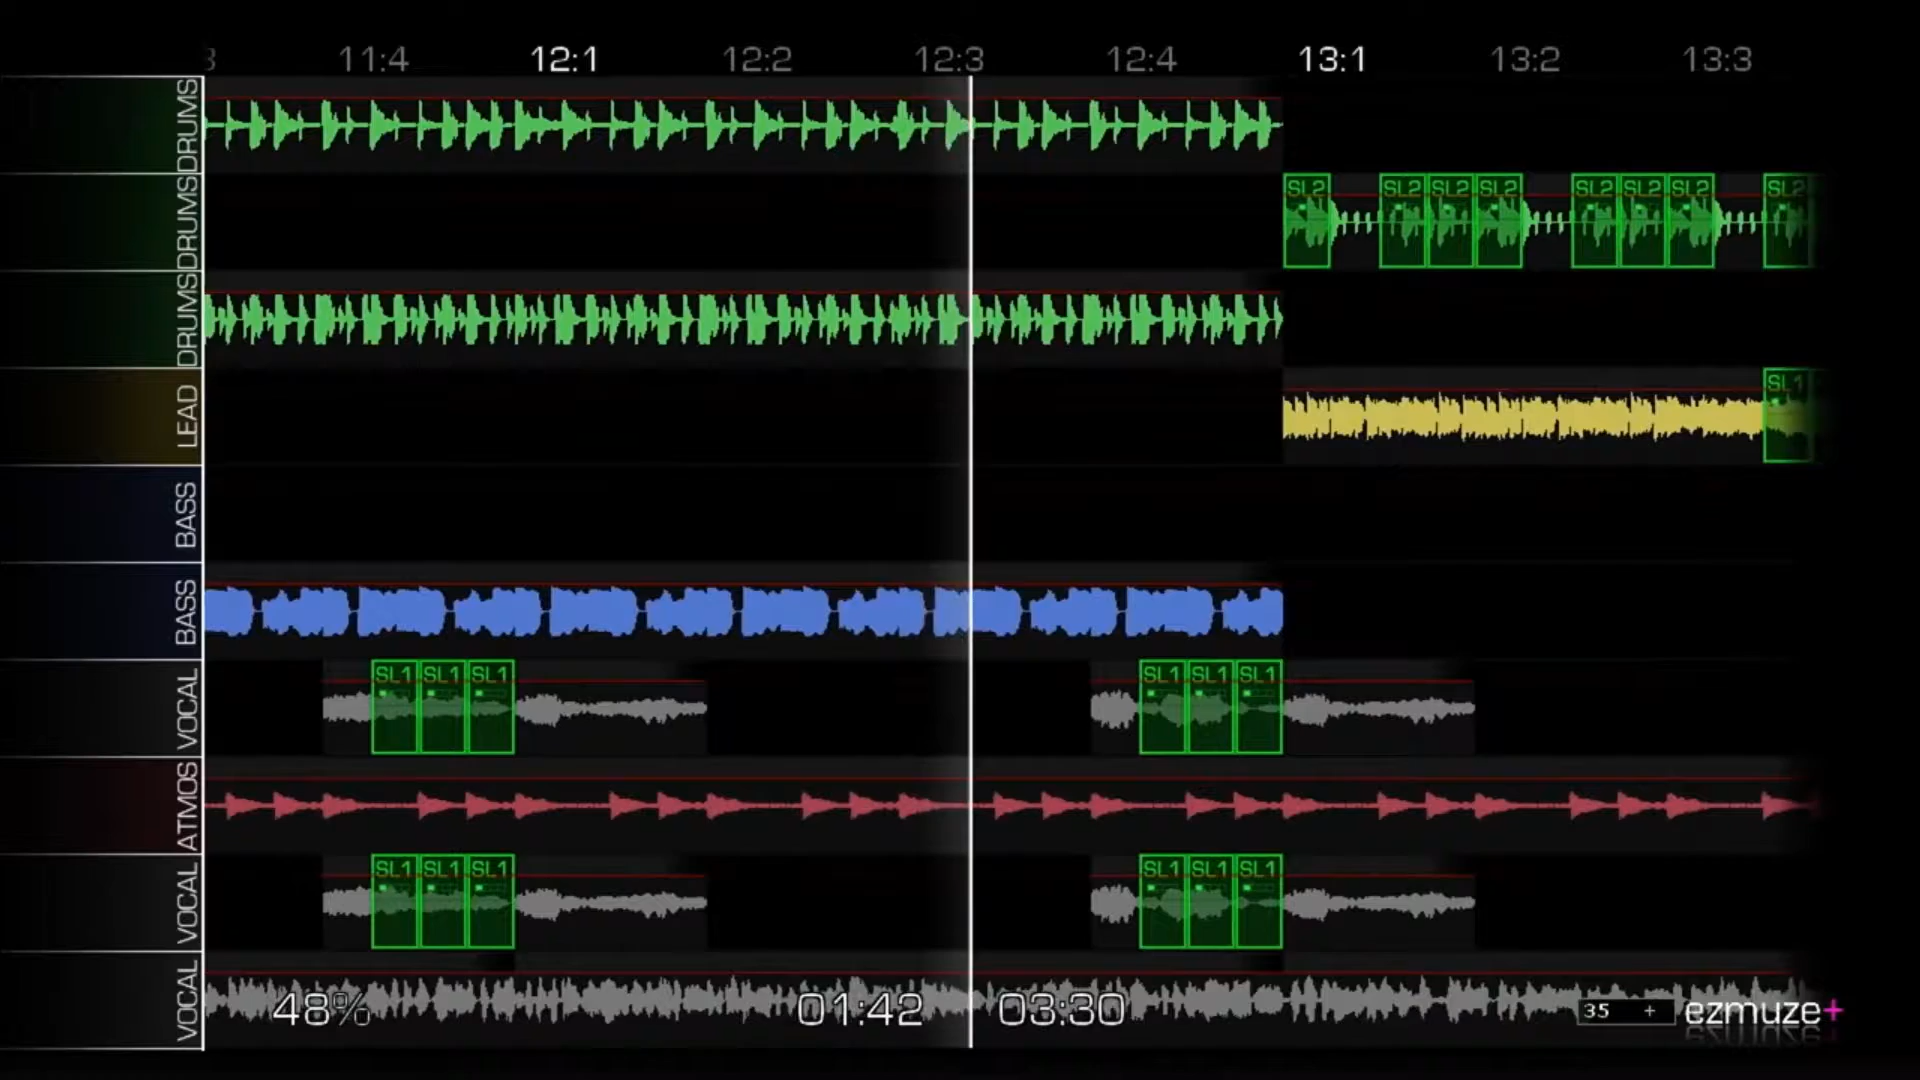 3 11:4 12:1 12:2 12:3 12:4 13:1 13:2 13:3
DRUMS
DRUMS
SL2 SL2 SL2 SL2 SL2 SL2 SL2 SL2
DRUMS
LEAD
SL1
BASS
BASS
VOCAL
SL1 SL1 SL1 SL1 SL1 SL1
ATMOS
VOCAL
SL1 SL1 SL1 SL1 SL1 SL1
VOCAL
48% 01:42 03:30 35 + ezmuze+